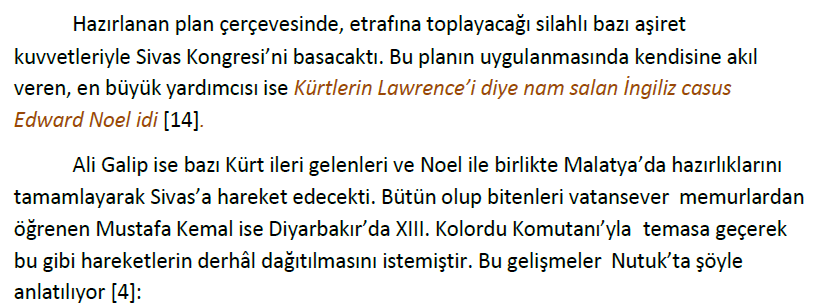 Hazırlanan plan çerçevesinde, etrafına toplayacağı silahlı bazı aşiret
kuvvetleriyle Sivas Kongresi’ni basacaktı. Bu planın uygulanmasında kendisine akıl
veren, en büyük yardımcısı ise Kürtlerin Lawrence’i diye nam salan İngiliz casus
Edward Noel idi [14].
Ali Galip ise bazı Kürt ileri gelenleri ve Noel ile birlikte Malatya’da hazırlıklarını
tamamlayarak Sivas’a hareket edecekti. Bütün olup bitenleri vatansever memurlardan
öğrenen Mustafa Kemal ise Diyarbakır’da XIII. Kolordu Komutanı’yla temasa geçerek
bu gibi hareketlerin derhâl dağıtılmasını istemiştir. Bu gelişmeler Nutuk’ta şöyle
anlatılıyor [4]: